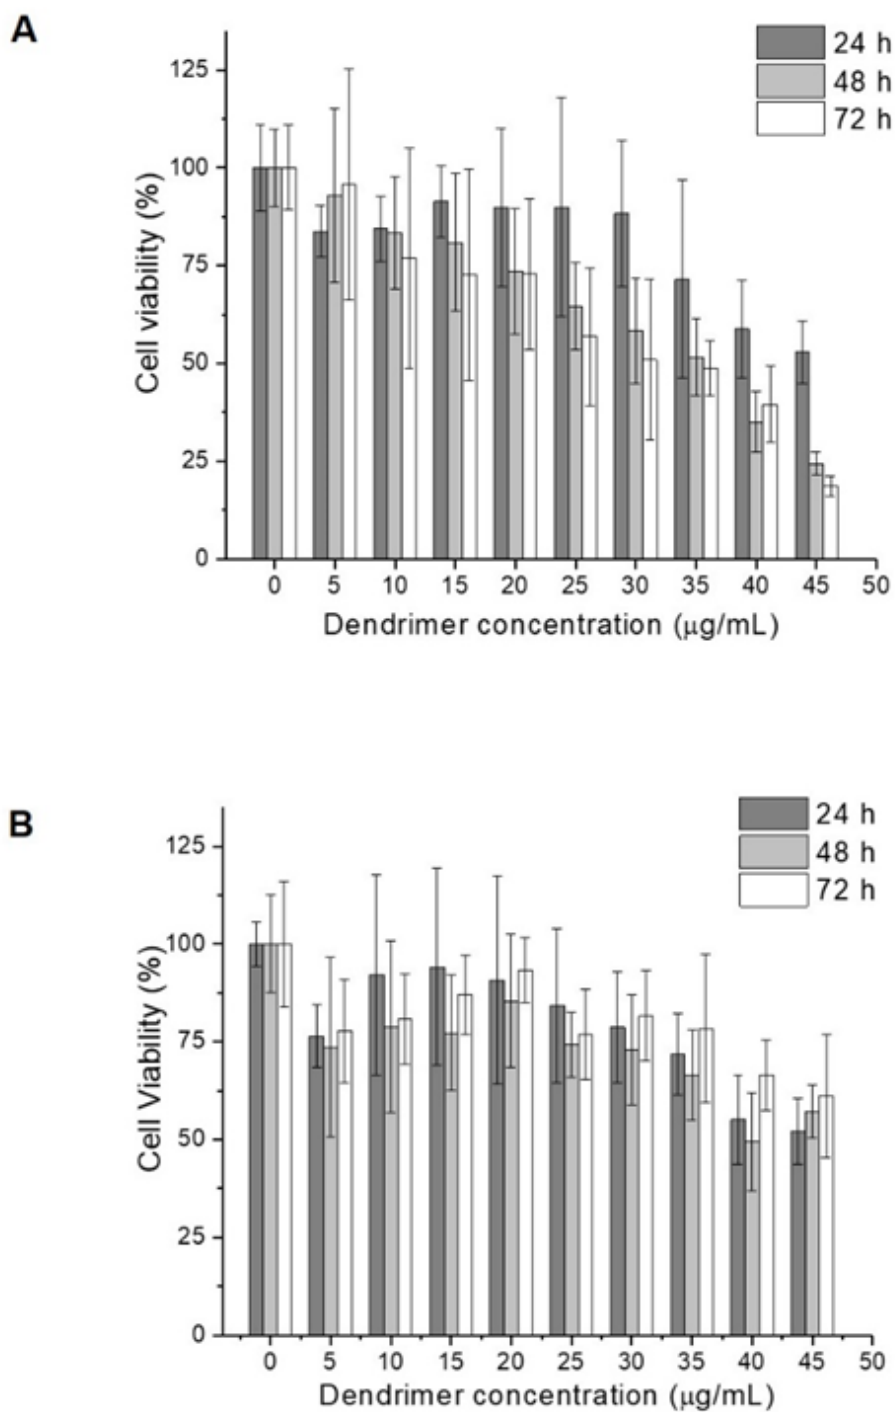 A
24 h
48 h
72 h
125
100
75
50
25
0
Cell viability (%)
0 5 10 15 20 25 30 35 40 45 50
Dendrimer concentration (μg/mL)
B
24 h
48 h
72 h
125
100
75
50
25
0
Cell Viability (%)
0 5 10 15 20 25 30 35 40 45 50
Dendrimer concentration (μg/mL)